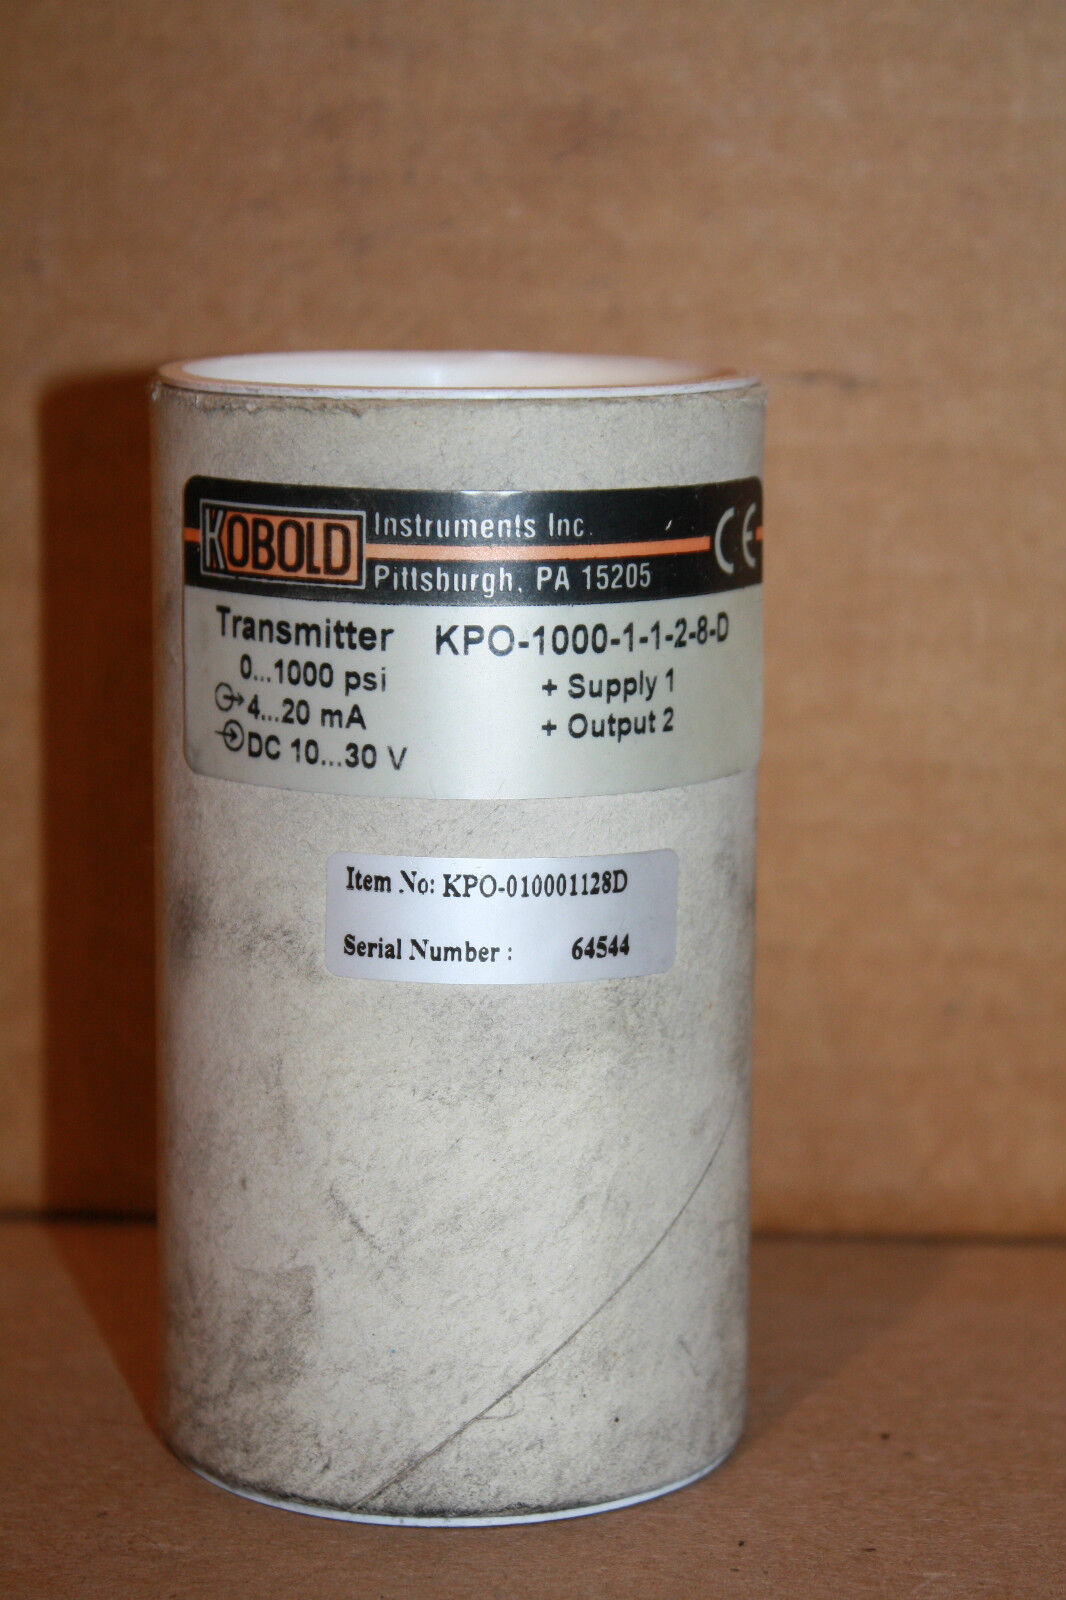 KOBOLD Instruments Inc.
Pittsburgh, PA 15205
CE
Transmitter KPO-1000-1-1-2-8-D
0...1000 psi + Supply 1
4...20 mA + Output 2
DC 10...30 V
Item No: KPO-010001128D
Serial Number : 64544